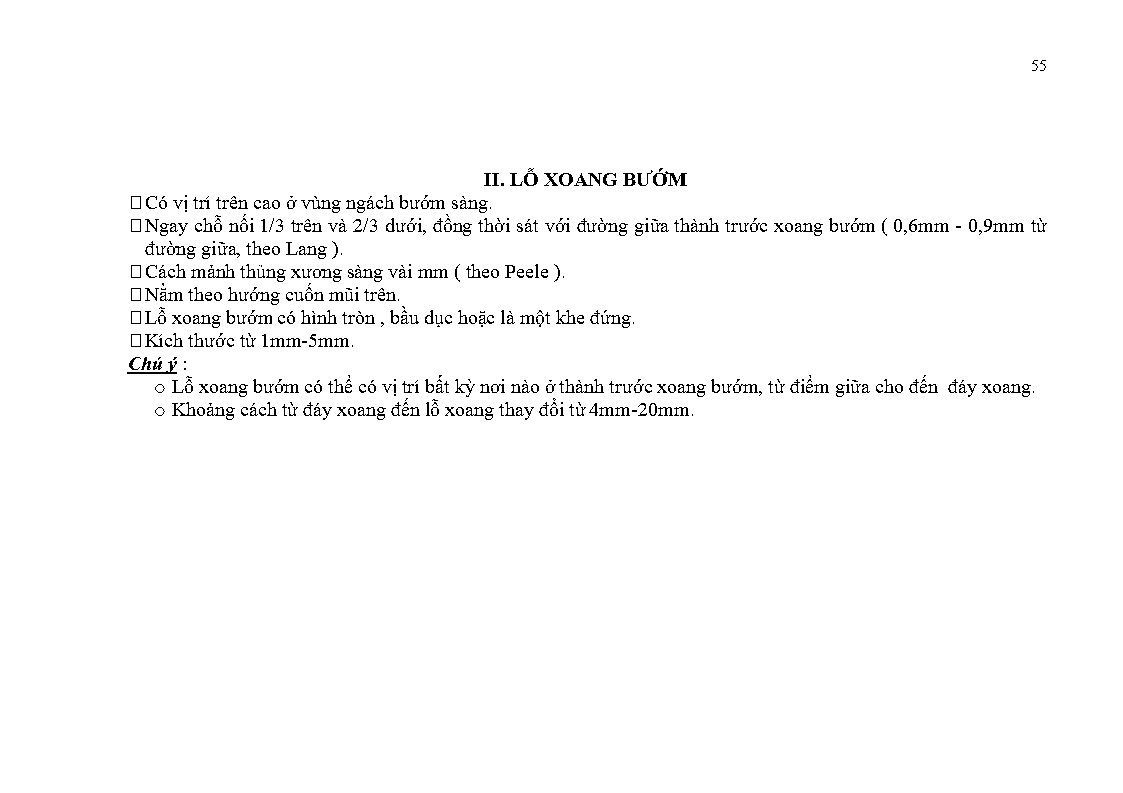 55
II. LỖ XOANG BƯỚM
□Có vị trí trên cao ở vùng ngách bướm sàng.
□Ngay chỗ nối 1/3 trên và 2/3 dưới, đồng thời sát với đường giữa thành trước xoang bướm ( 0,6mm - 0,9mm từ
đường giữa, theo Lang ).
□Cách mảnh thủng xương sàng vài mm ( theo Peele ).
□Nằm theo hướng cuốn mũi trên.
□Lỗ xoang bướm có hình tròn , bầu dục hoặc là một khe đứng.
□Kích thước từ 1mm-5mm.
Chú ý :
o Lỗ xoang bướm có thể có vị trí bất kỳ nơi nào ở thành trước xoang bướm, từ điểm giữa cho đến  đáy xoang.
o Khoảng cách từ đáy xoang đến lỗ xoang thay đổi từ 4mm-20mm.